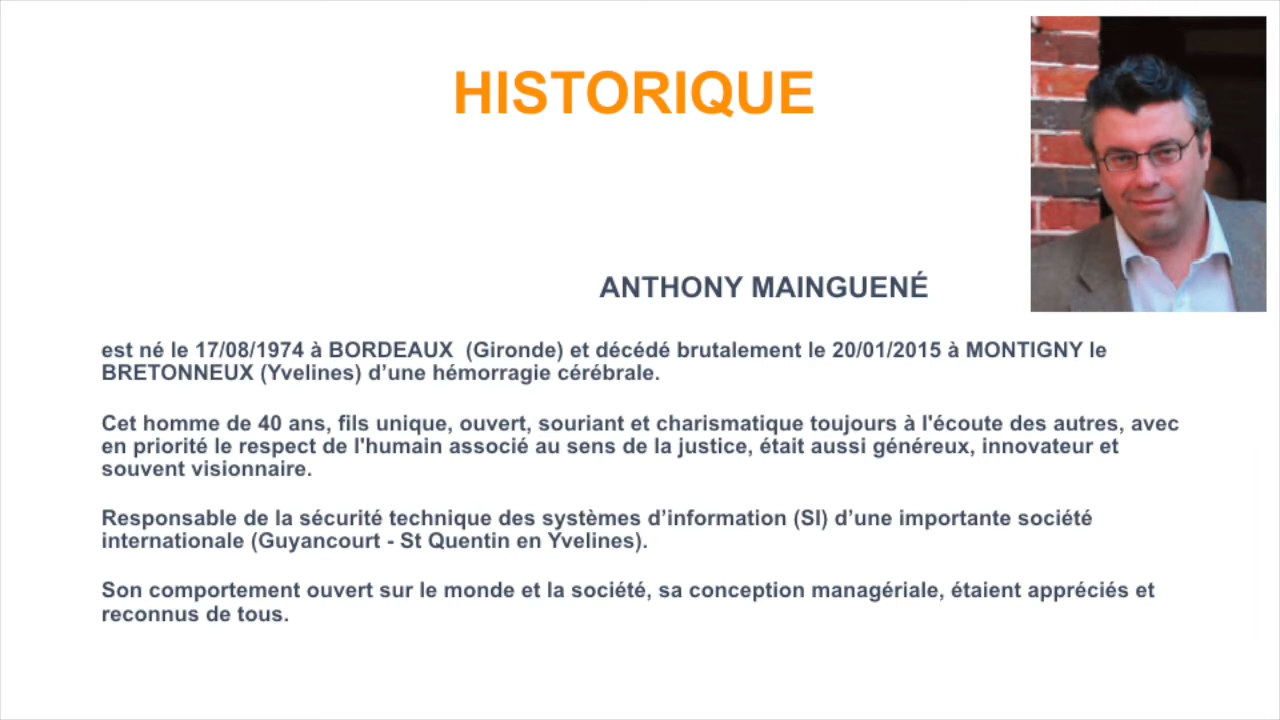 HISTORIQUE
ANTHONY MAINGUENÉ
est né le 17/08/1974 à BORDEAUX  (Gironde) et décédé brutalement le 20/01/2015 à MONTIGNY le
BRETONNEUX (Yvelines) d’une hémorragie cérébrale.
Cet homme de 40 ans, fils unique, ouvert, souriant et charismatique toujours à l'écoute des autres, avec
en priorité le respect de l'humain associé au sens de la justice, était aussi généreux, innovateur et
souvent visionnaire.
Responsable de la sécurité technique des systèmes d’information (SI) d’une importante société
internationale (Guyancourt - St Quentin en Yvelines).
Son comportement ouvert sur le monde et la société, sa conception managériale, étaient appréciés et
reconnus de tous.